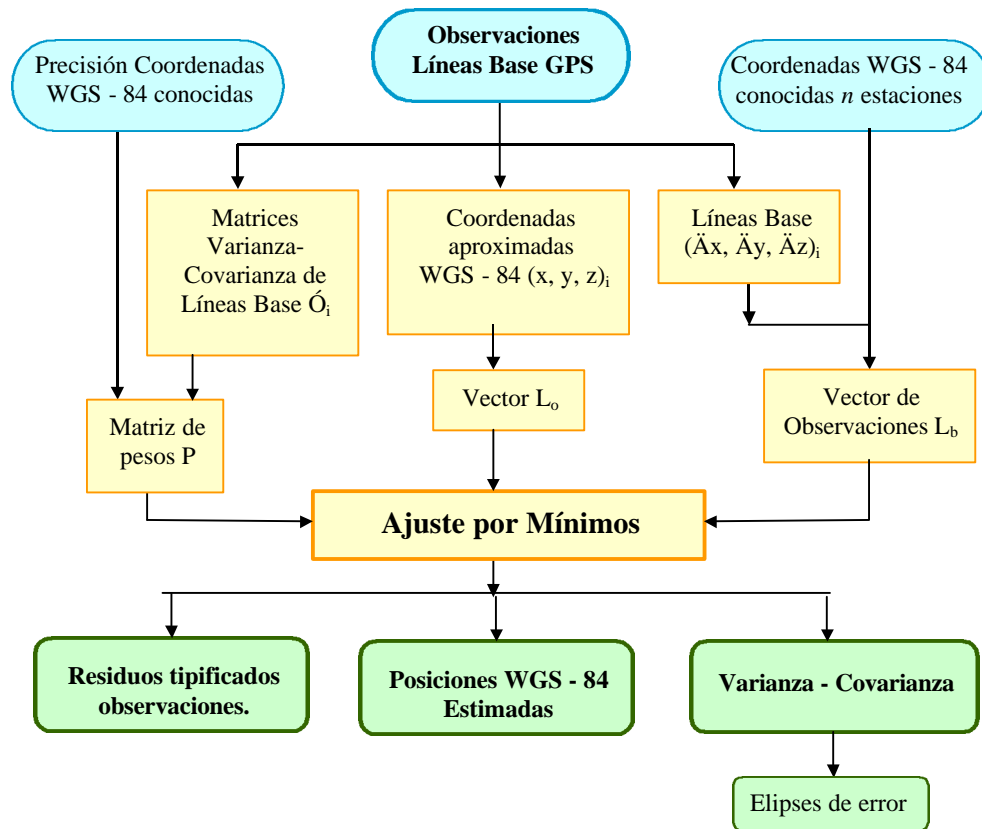 Observaciones
Líneas Base GPS
Precisión Coordenadas
WGS - 84 conocidas
Coordenadas WGS - 84
conocidas n estaciones
Matrices
Varianza-
Covarianza de
Líneas Base Ói
Coordenadas
aproximadas
WGS - 84 (x, y, z)i
Líneas Base
(Äx, Äy, Äz)i
Matriz de
pesos P
Vector Lo
Vector de
Observaciones Lb
Ajuste por Mínimos
Residuos tipificados
observaciones.
Posiciones WGS - 84
Estimadas
Varianza - Covarianza
Elipses de error